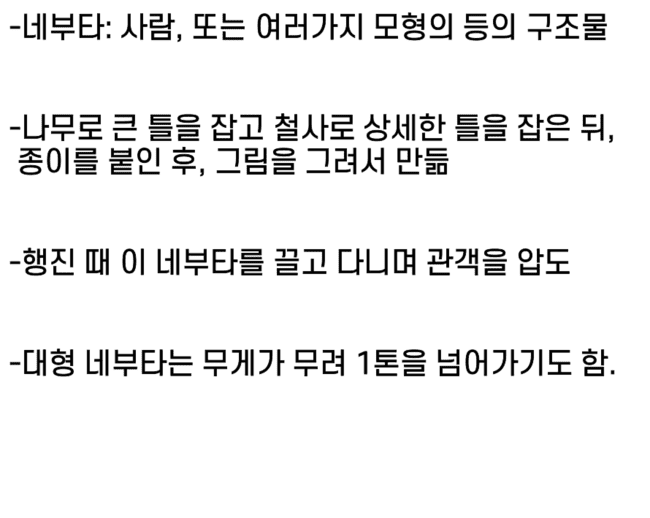 -네부타: 사람, 또는 여러가지 모형의 등의 구조물
-나무로 큰 틀을 잡고 철사로 상세한 틀을 잡은 뒤,
종이를 붙인 후, 그림을 그려서 만듦
-행진 때 이 네부타를 끌고 다니며 관객을 압도
-대형 네부타는 무게가 무려 1톤을 넘어가기도 함.